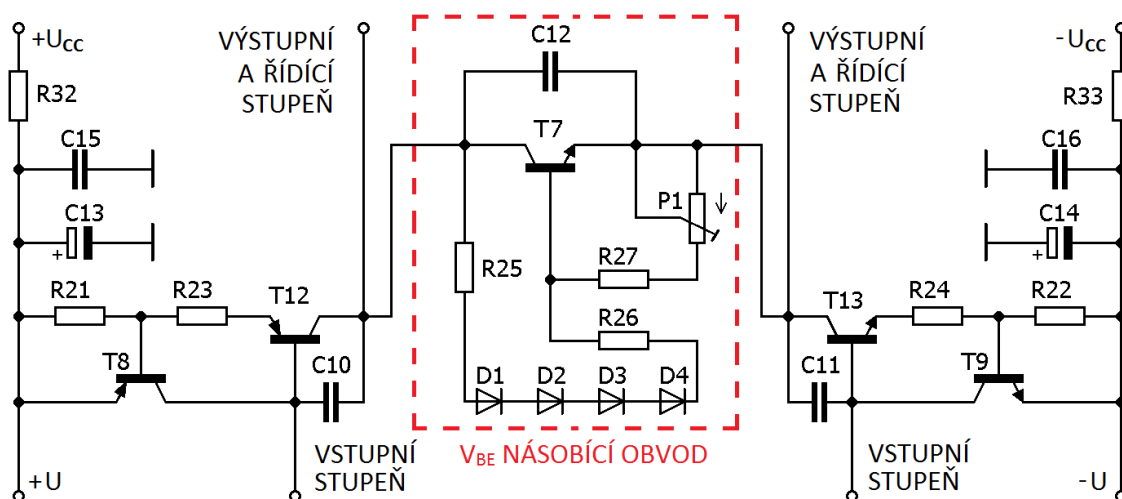 +UCC
VÝSTUPNÍ
A ŘÍDÍCÍ
STUPEŇ
C12
VÝSTUPNÍ
A ŘÍDÍCÍ
STUPEŇ
-UCC
R32
R33
T7
C15
C16
P1
C13
C14
+
+
R25
R27
R21
R23
T12
R26
T13
R24
R22
T8
C10
D1
D2
D3
D4
C11
T9
VBE NÁSOBÍCÍ OBVOD
+U
VSTUPNÍ
STUPEŇ
VSTUPNÍ
STUPEŇ
-U